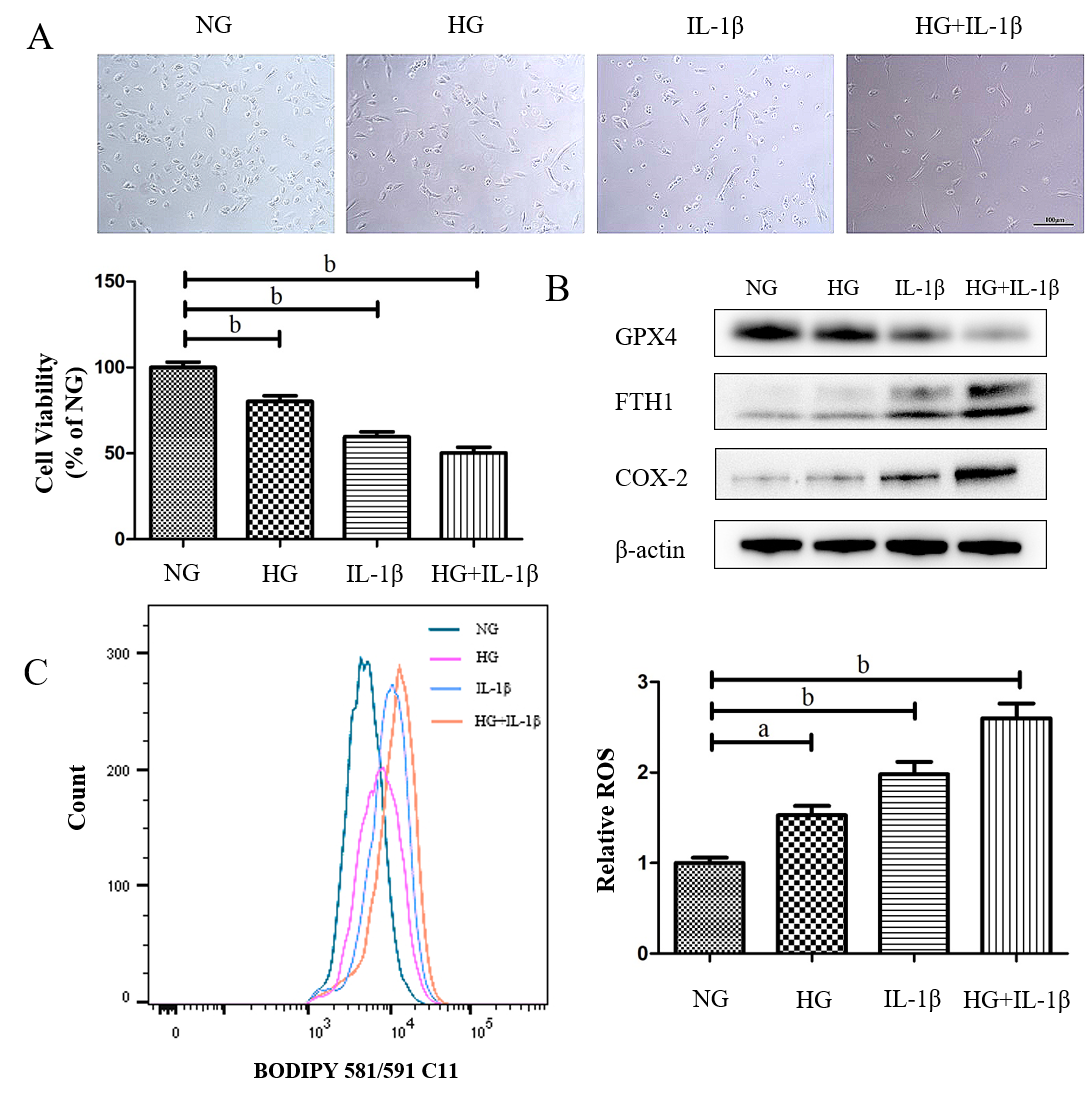 A
NG HG IL-1β HG+IL-1β
100μm
150
100
50
0
Cell Viability
(% of NG)
b
b
b
NG HG IL-1β HG+IL-1β
B
NG HG IL-1β HG+IL-1β
GPX4
FTH1
COX-2
β-actin
C
300
200
100
0
Count
NG
HG
IL-1β
HG+IL-1β
0 10³ 10⁴ 10⁵
BODIPY 581/591 C11
3
2
1
0
Relative ROS
b
b
a
NG HG IL-1β HG+IL-1β